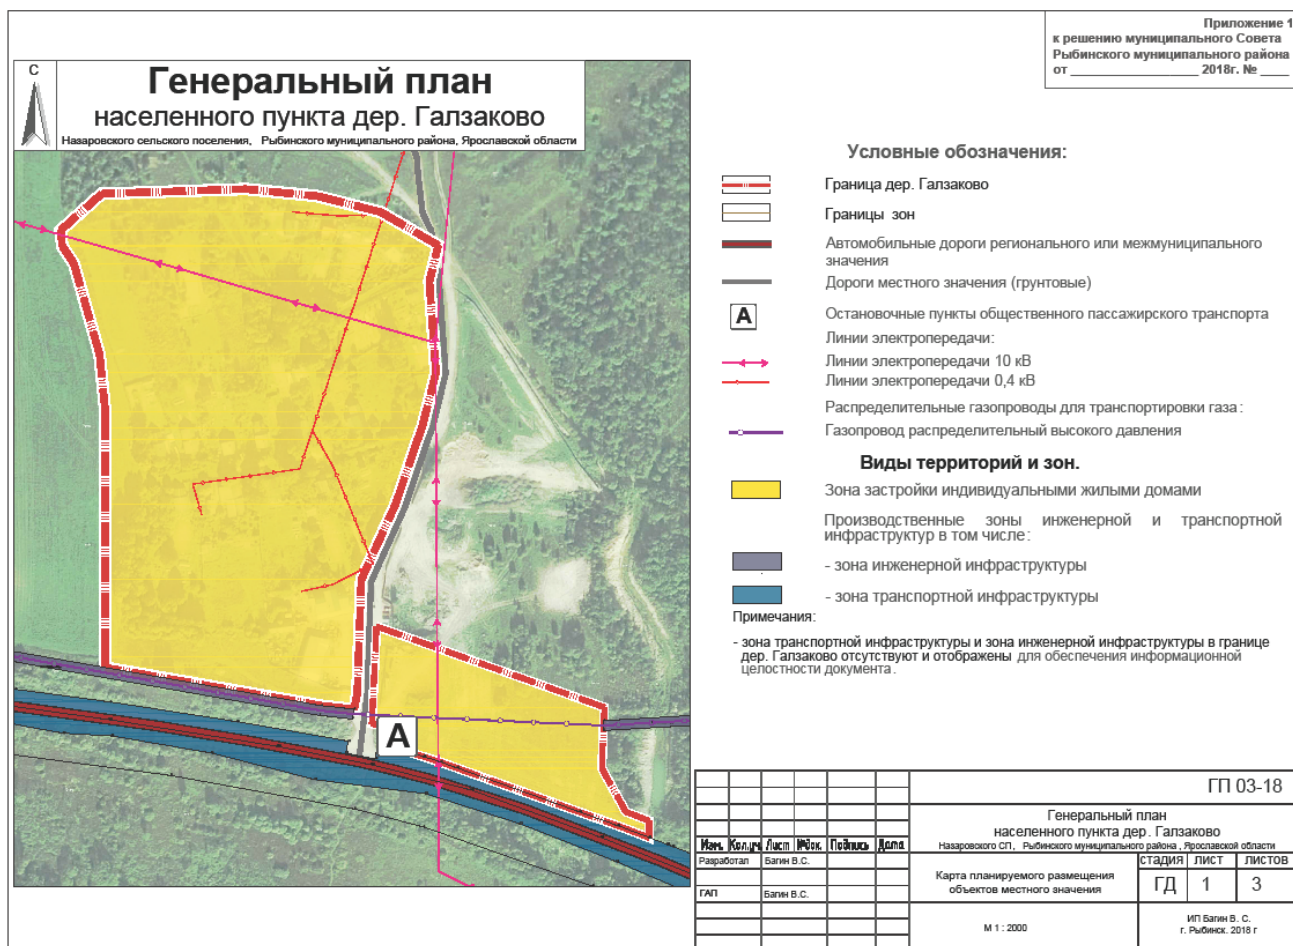 Приложение 1
к решению муниципального Совета
Рыбинского муниципального района
от ____________________ 2018г. № ____
С
Генеральный план
населенного пункта дер. Галзаково
Назаровского сельского поселения, Рыбинского муниципального района, Ярославской области
А
Условные обозначения:
Граница дер. Галзаково
Границы зон
Автомобильные дороги регионального или межмуниципального
значения
Дороги местного значения (грунтовые)
А
Остановочные пункты общественного пассажирского транспорта
Линии электропередачи:
Линии электропередачи 10 кВ
Линии электропередачи 0,4 кВ
Распределительные газопроводы для транспортировки газа :
Газопровод распределительный высокого давления
Виды территорий и зон.
Зона застройки индивидуальными жилыми домами
Производственные зоны инженерной и транспортной
инфраструктур в том числе:
- зона инженерной инфраструктуры
- зона транспортной инфраструктуры
Примечания:
- зона транспортной инфраструктуры и зона инженерной инфраструктуры в границе
дер. Галзаково отсутствуют и отображены для обеспечения информационной
целостности документа.
ГП 03-18
Генеральный план
населенного пункта дер. Галзаково
Назаровского СП, Рыбинского муниципального района, Ярославской области
Изм. Кол.уч Лист №док. Подпись Дата
Разработал Багин В.С.
ГАП Багин В.С.
Карта планируемого размещения
объектов местного значения
стадия лист листов
ГД 1 3
М 1 : 2000
ИП Багин В. С.
г. Рыбинск. 2018 г